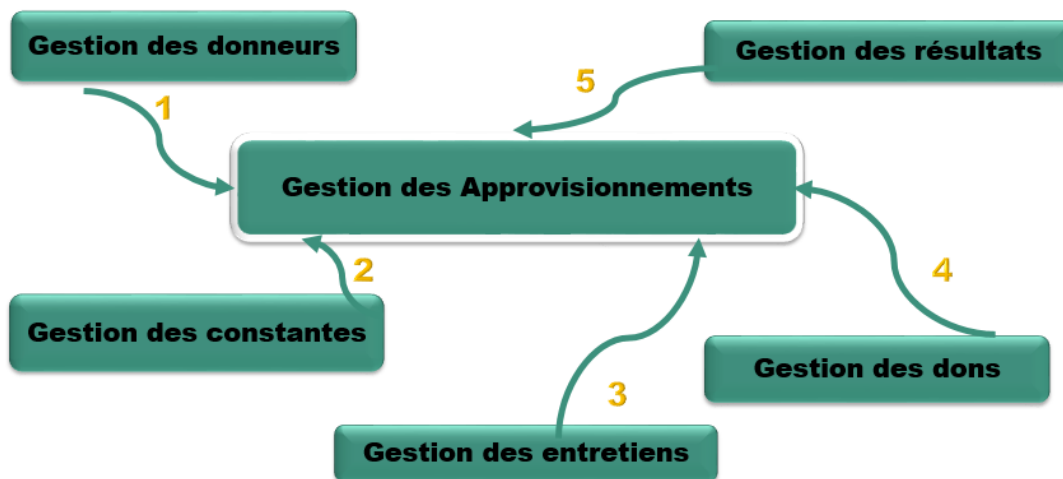 Gestion des donneurs
Gestion des résultats
1
5
Gestion des Approvisionnements
2
4
Gestion des constantes
Gestion des dons
3
Gestion des entretiens